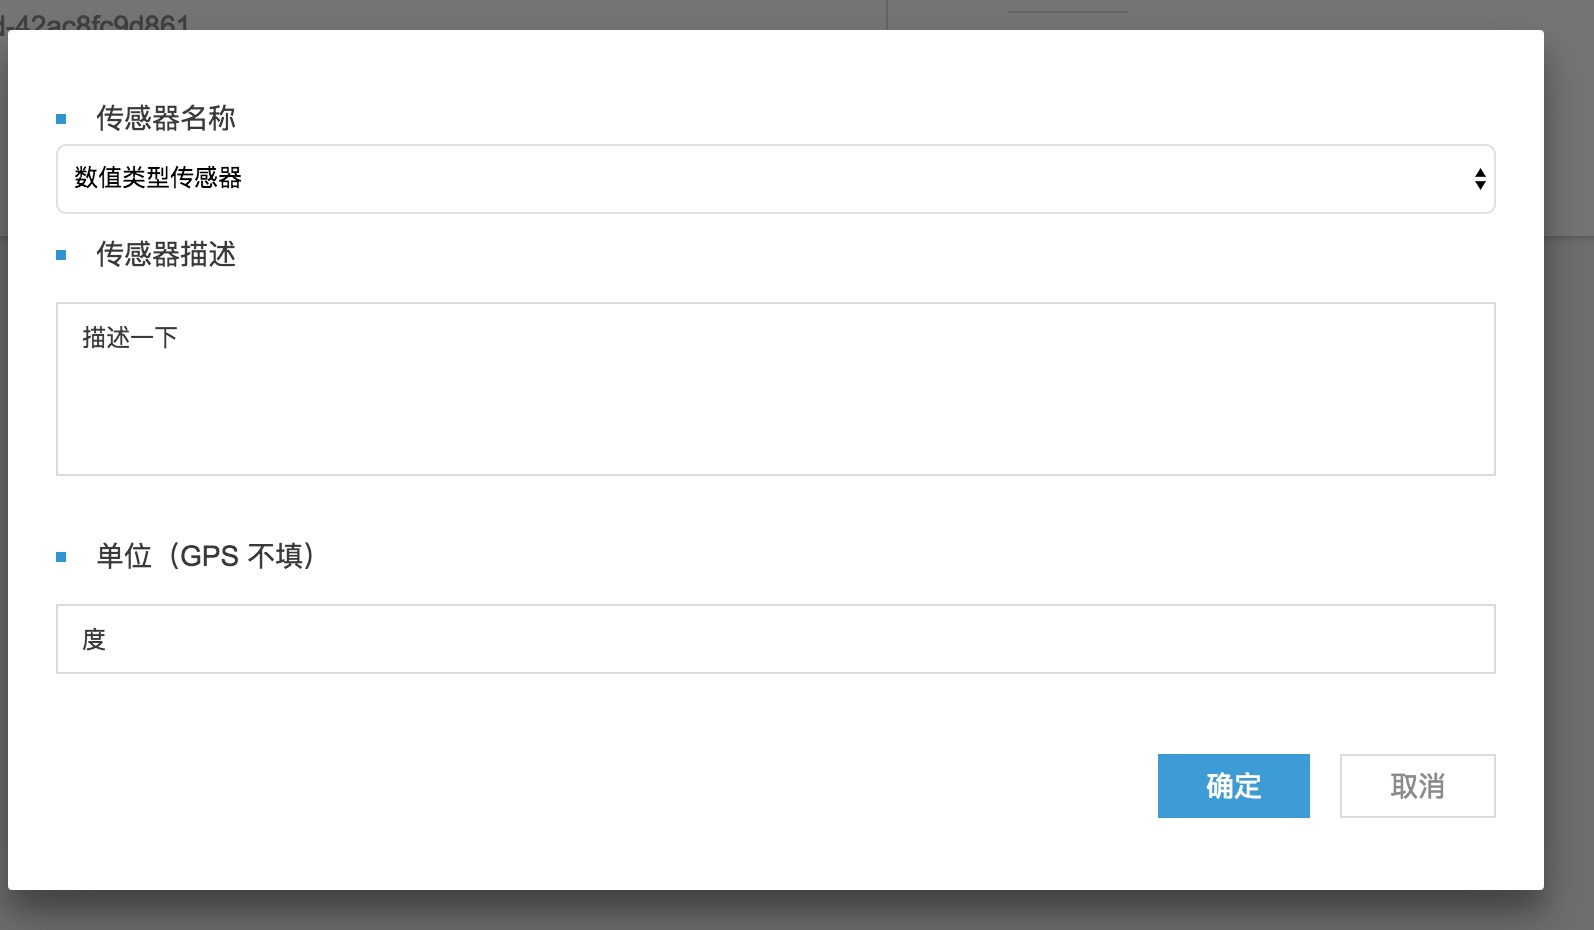 d-42ac8fc9d861
传感器名称
数值类型传感器
传感器描述
描述一下
单位（GPS 不填）
度
确定 取消